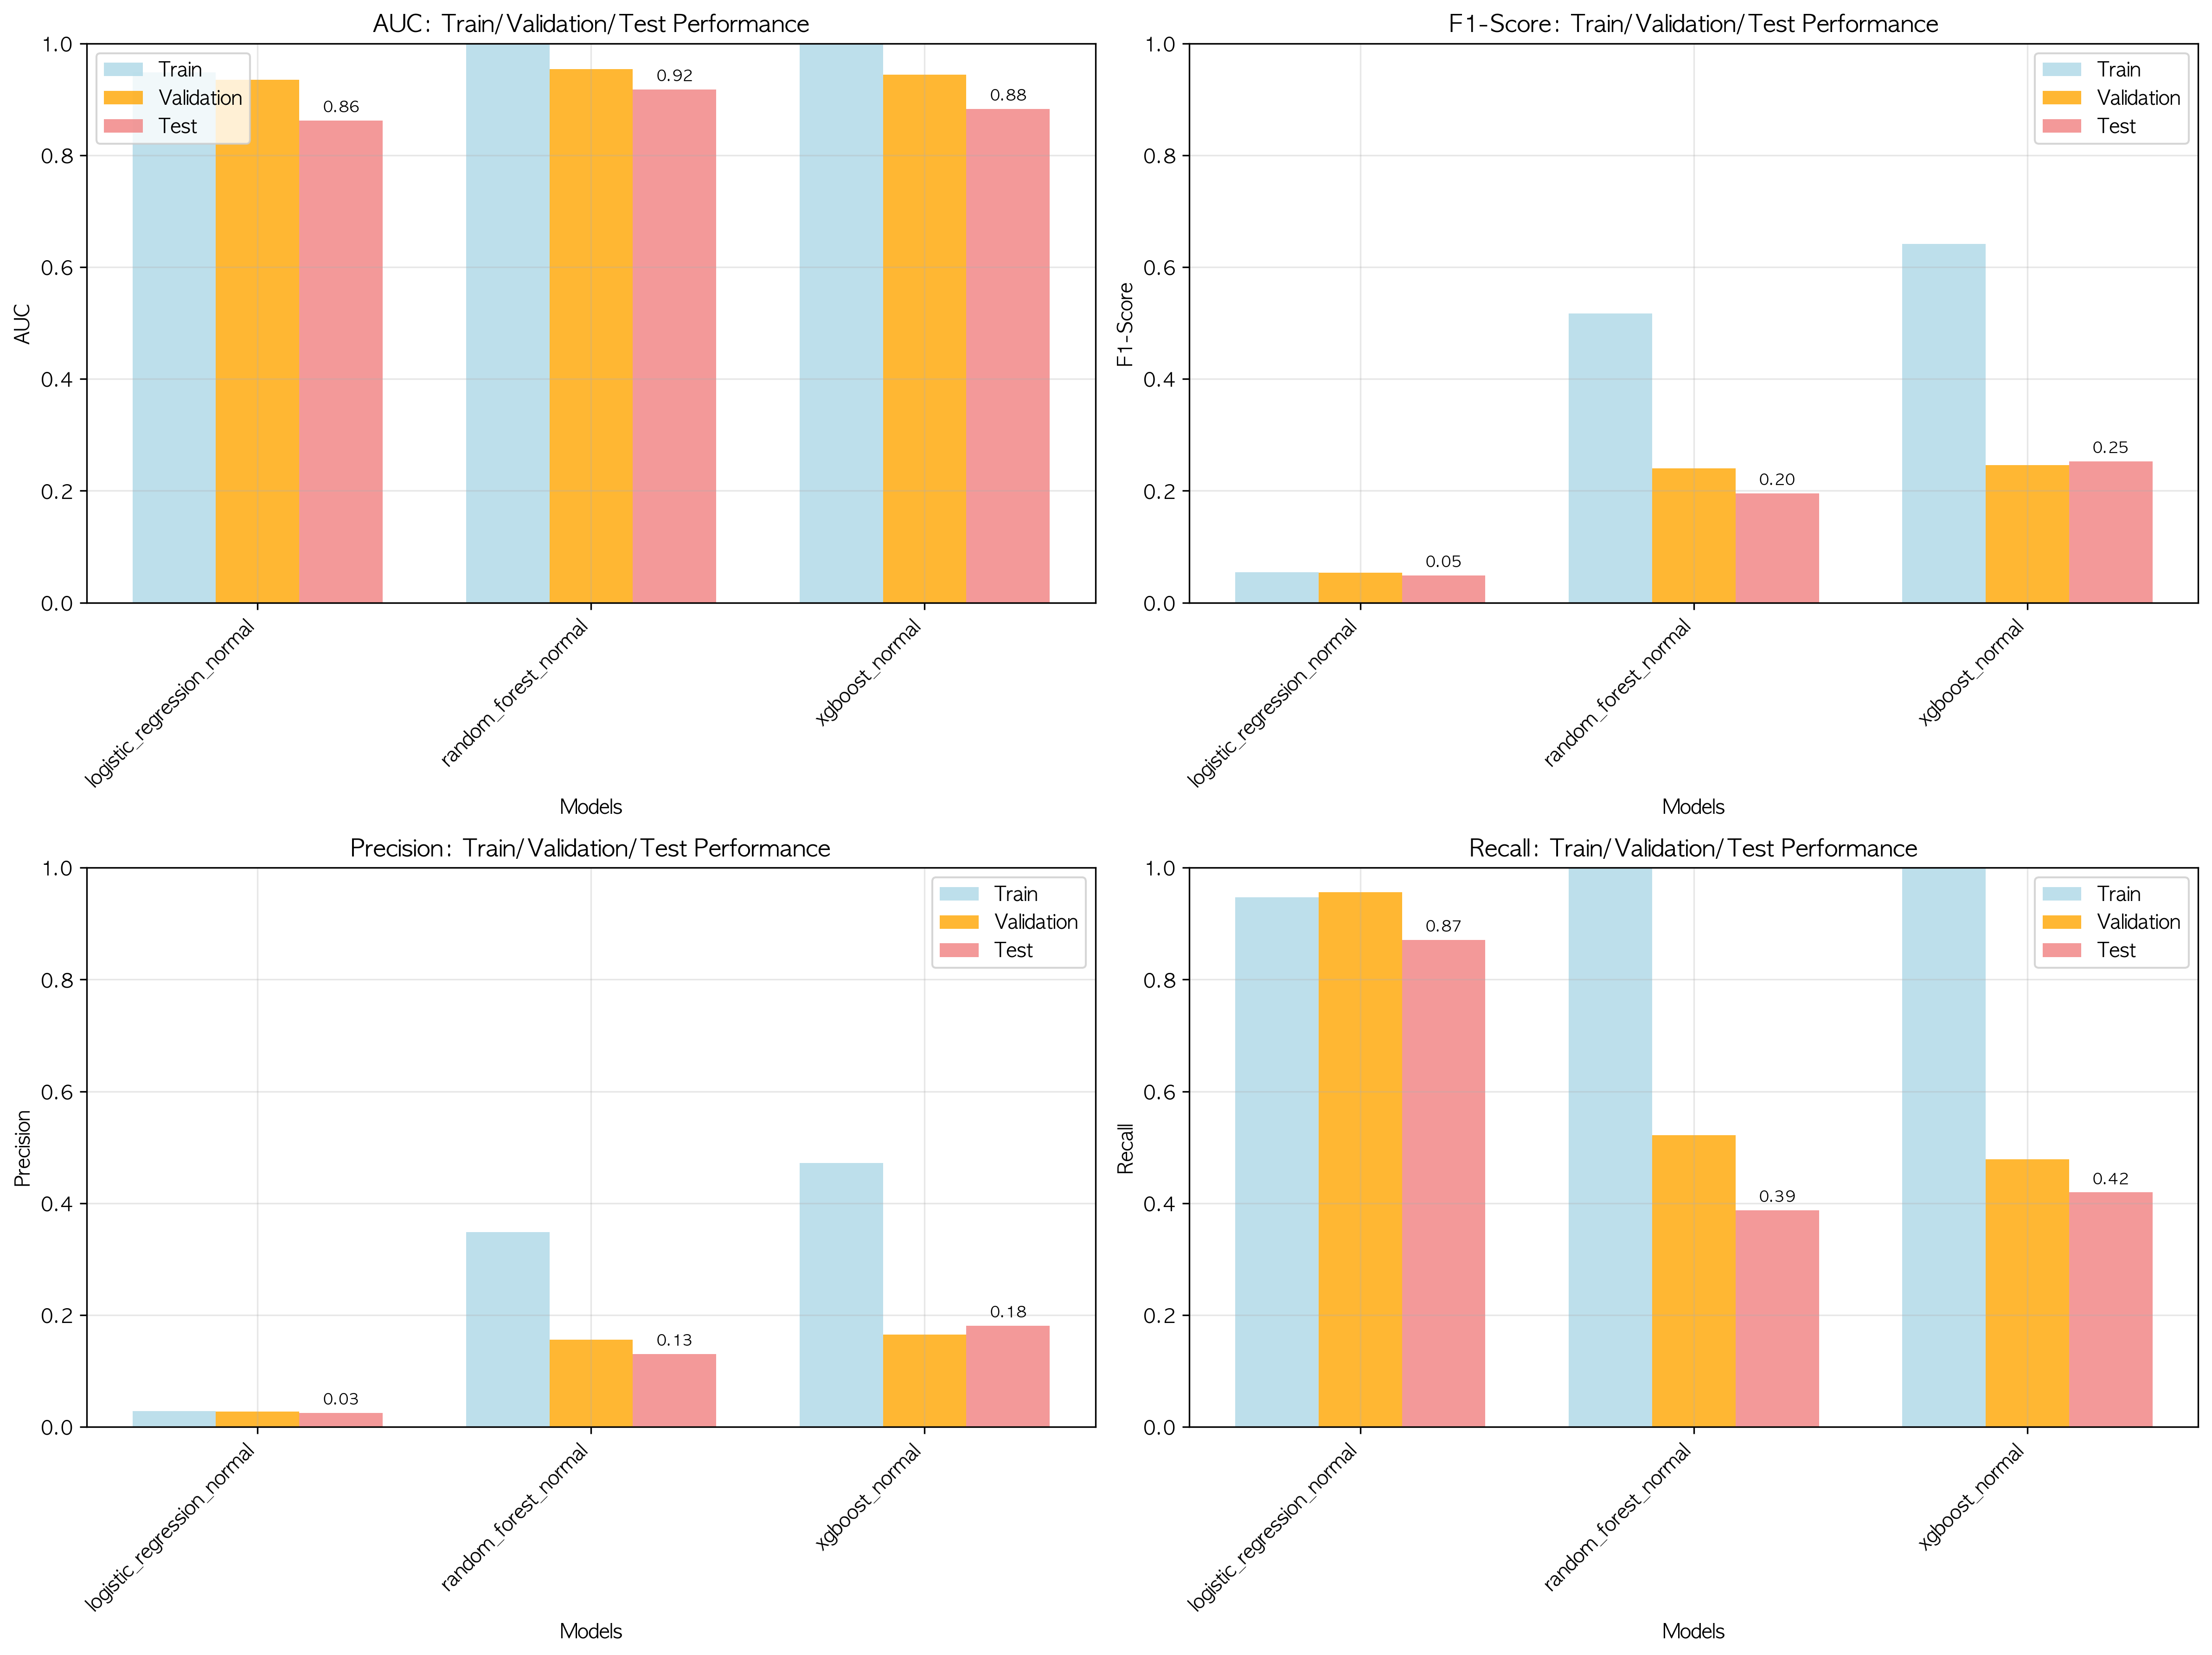 AUC: Train/Validation/Test Performance
1.0
0.8
0.6
0.4
0.2
0.0
AUC
Train
Validation
Test
0.86
0.92
0.88
logistic_regression_normal
random_forest_normal
xgboost_normal
Models
F1-Score: Train/Validation/Test Performance
1.0
0.8
0.6
0.4
0.2
0.0
F1-Score
Train
Validation
Test
0.05
0.20
0.25
logistic_regression_normal
random_forest_normal
xgboost_normal
Models
Precision: Train/Validation/Test Performance
1.0
0.8
0.6
0.4
0.2
0.0
Precision
Train
Validation
Test
0.03
0.13
0.18
logistic_regression_normal
random_forest_normal
xgboost_normal
Models
Recall: Train/Validation/Test Performance
1.0
0.8
0.6
0.4
0.2
0.0
Recall
Train
Validation
Test
0.87
0.39
0.42
logistic_regression_normal
random_forest_normal
xgboost_normal
Models